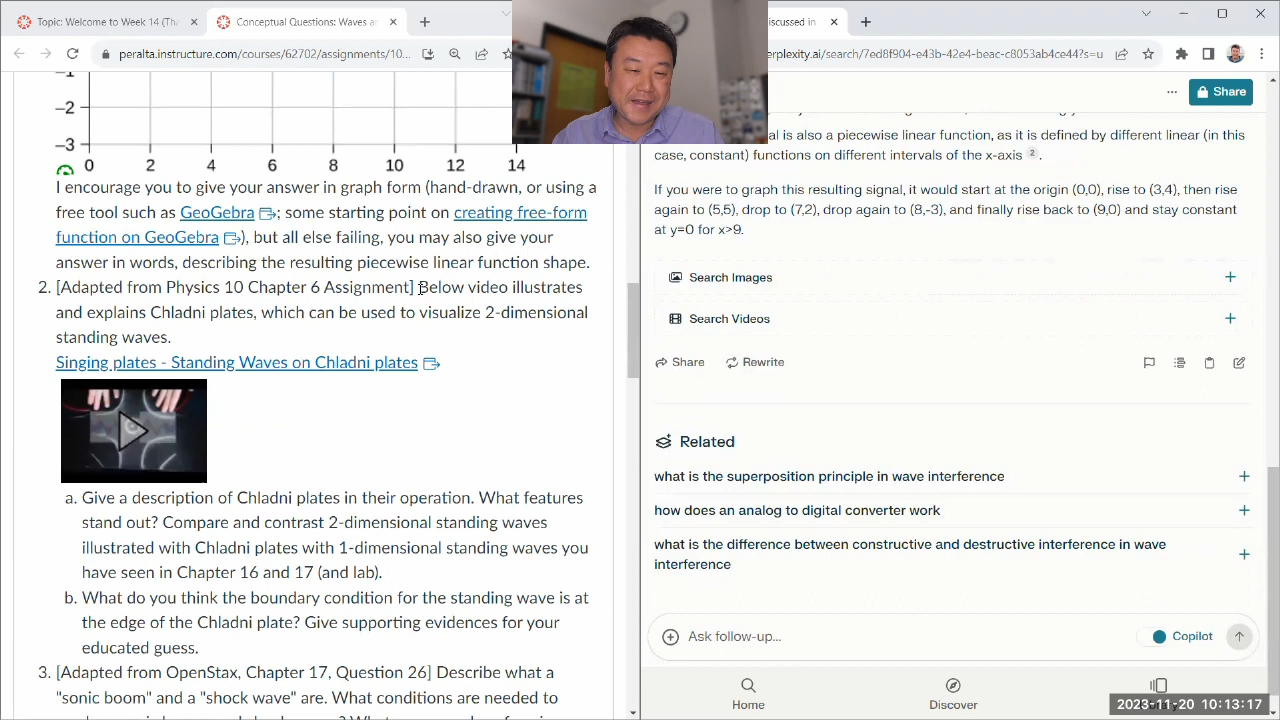 Topic: Welcome to Week 14 (Th
Conceptual Questions: Waves a
iscussed in
peralta.instructure.com/courses/62702/assignments/10...
erplexity.ai/search/7ed8f904-e43b-42e4-beac-c8053ab4ce44?s=u
−1
−2
−3
0 2 4 6 8 10 12 14
I encourage you to give your answer in graph form (hand-drawn, or using a
free tool such as GeoGebra; some starting point on creating free-form
function on GeoGebra), but all else failing, you may also give your
answer in words, describing the resulting piecewise linear function shape.
2. [Adapted from Physics 10 Chapter 6 Assignment] Below video illustrates
and explains Chladni plates, which can be used to visualize 2-dimensional
standing waves.
Singing plates - Standing Waves on Chladni plates
a. Give a description of Chladni plates in their operation. What features
stand out? Compare and contrast 2-dimensional standing waves
illustrated with Chladni plates with 1-dimensional standing waves you
have seen in Chapter 16 and 17 (and lab).
b. What do you think the boundary condition for the standing wave is at
the edge of the Chladni plate? Give supporting evidences for your
educated guess.
3. [Adapted from OpenStax, Chapter 17, Question 26] Describe what a
"sonic boom" and a "shock wave" are. What conditions are needed to
Share
al is also a piecewise linear function, as it is defined by different linear (in this
case, constant) functions on different intervals of the x-axis 2.
If you were to graph this resulting signal, it would start at the origin (0,0), rise to (3,4), then rise
again to (5,5), drop to (7,2), drop again to (8,-3), and finally rise back to (9,0) and stay constant
at y=0 for x>9.
Search Images
Search Videos
Share Rewrite
Related
what is the superposition principle in wave interference
how does an analog to digital converter work
what is the difference between constructive and destructive interference in wave
interference
Ask follow-up...
Copilot
Home Discover
2023-11-20 10:13:17